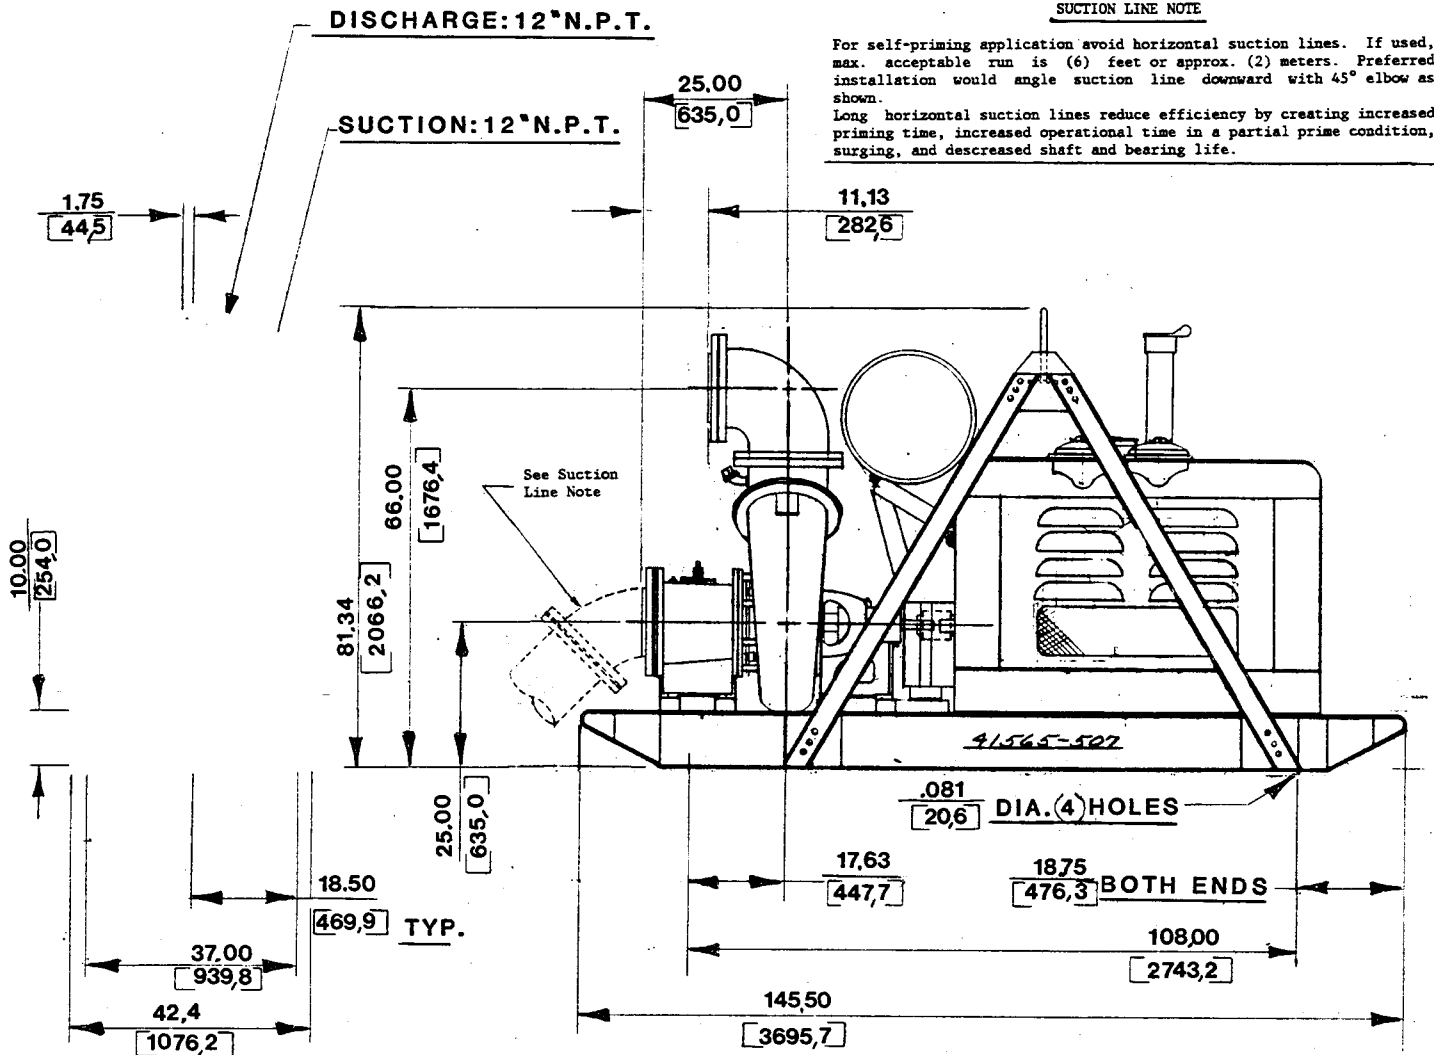 DISCHARGE: 12"N.P.T.
SUCTION: 12"N.P.T.
SUCTION LINE NOTE
For self-priming application avoid horizontal suction lines. If used,
max. acceptable run is (6) feet or approx. (2) meters. Preferred
installation would angle suction line downward with 45° elbow as
shown.
Long horizontal suction lines reduce efficiency by creating increased
priming time, increased operational time in a partial prime condition,
surging, and descreased shaft and bearing life.
25.00
635,0
1,75
44,5
11,13
282,6
See Suction
Line Note
66.00
1676,4
81,34
2066,2
10.00
254,0
25.00
635,0
41565-507
.081
20,6
DIA. (4) HOLES
17,63
447,7
18,75
476,3
BOTH ENDS
18.50
469,9
TYP.
37.00
939,8
108,00
2743,2
42,4
1076,2
145,50
3695,7